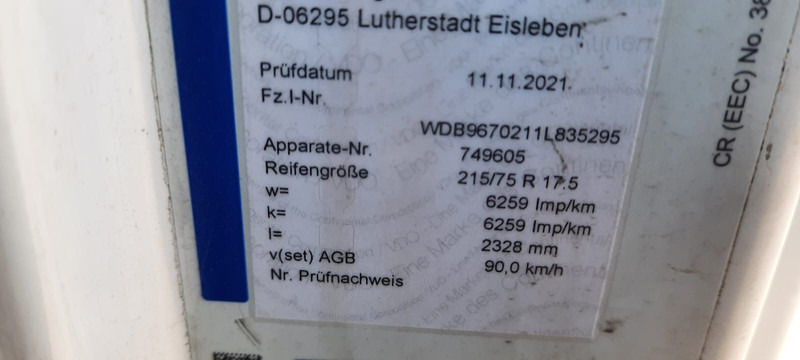 D-06295 Lutherstadt Eisleben
Prüfdatum 11.11.2021
Fz.I-Nr.
WDB9670211L835295
Apparate-Nr. 749605
Reifengröße 215/75 R 17.5
w= 6259 Imp/km
k= 6259 Imp/km
l= 2328 mm
v(set) AGB 90,0 km/h
Nr. Prüfnachweis
CR (EEC) No. 38